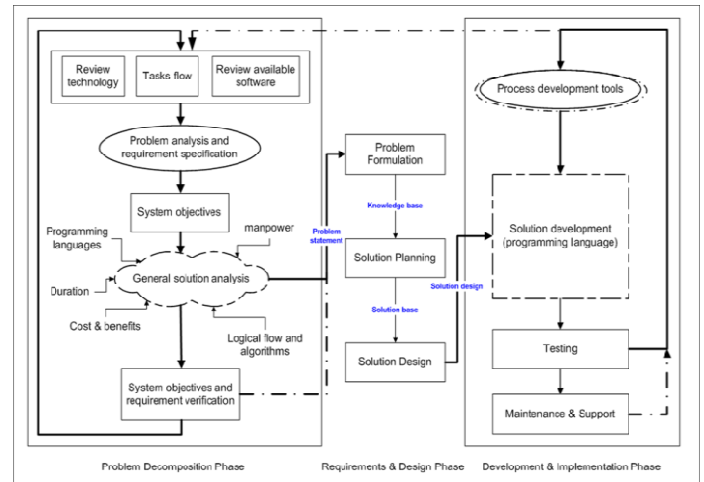 Review
technology
Tasks flow
Review available
software
Problem analysis and
requirement specification
System objectives
Programming
languages
manpower
General solution analysis
Duration
Cost & benefits
Logical flow and
algorithms
System objectives and
requirement verification
Problem Decomposition Phase
Problem
statement
Problem
Formulation
Knowledge base
Solution Planning
Solution base
Solution Design
Solution design
Requirements & Design Phase
Process development tools
Solution development
(programming language)
Testing
Maintenance & Support
Development & Implementation Phase